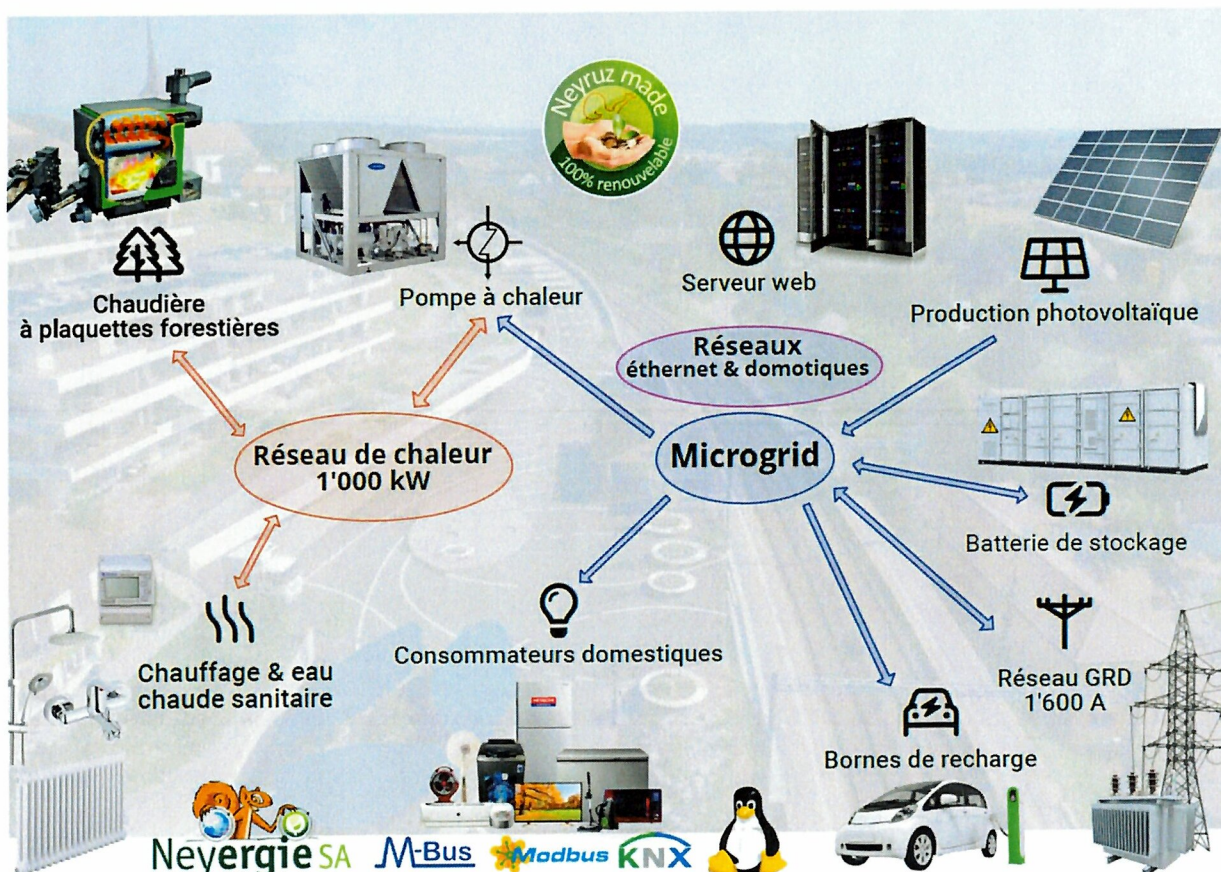 Neyruz made
100% renouvelable
Chaudière
à plaquettes forestières
Pompe à chaleur
Serveur web
Production photovoltaïque
Réseaux
éthernet & domotiques
Réseau de chaleur
1'000 kW
Microgrid
Batterie de stockage
Chauffage & eau
chaude sanitaire
Consommateurs domestiques
Réseau GRD
1'600 A
Bornes de recharge
Neyergie SA
M-Bus
Modbus
KNX